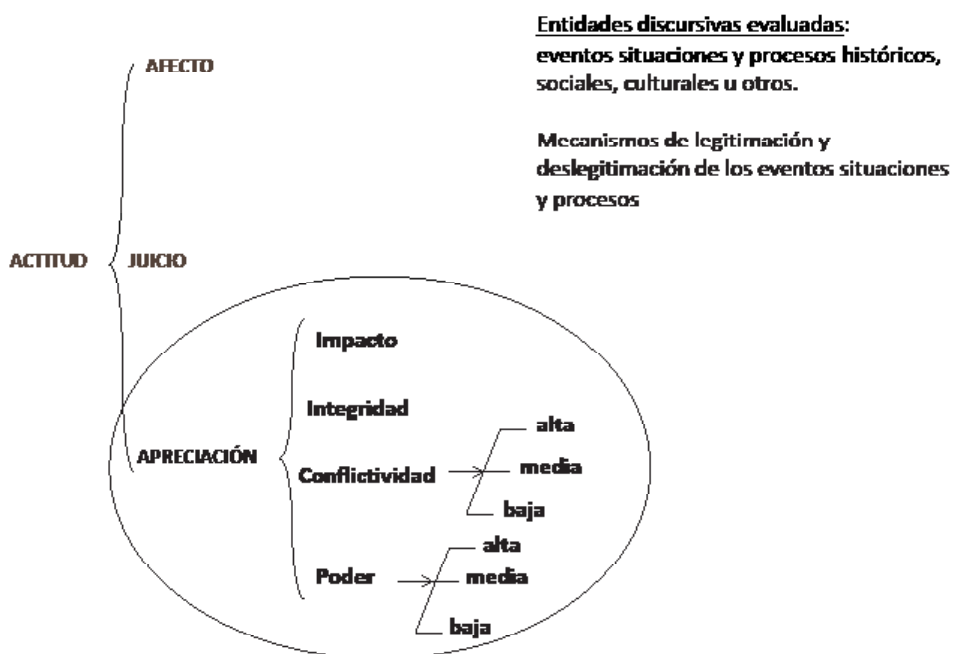 Entidades discursivas evaluadas:
eventos situaciones y procesos históricos,
sociales, culturales u otros.
Mecanismos de legitimación y
deslegitimación de los eventos situaciones
y procesos
AFECTO
ACTITUD
JUICIO
APRECIACIÓN
Impacto
Integridad
Conflictividad
alta
media
baja
Poder
alta
media
baja